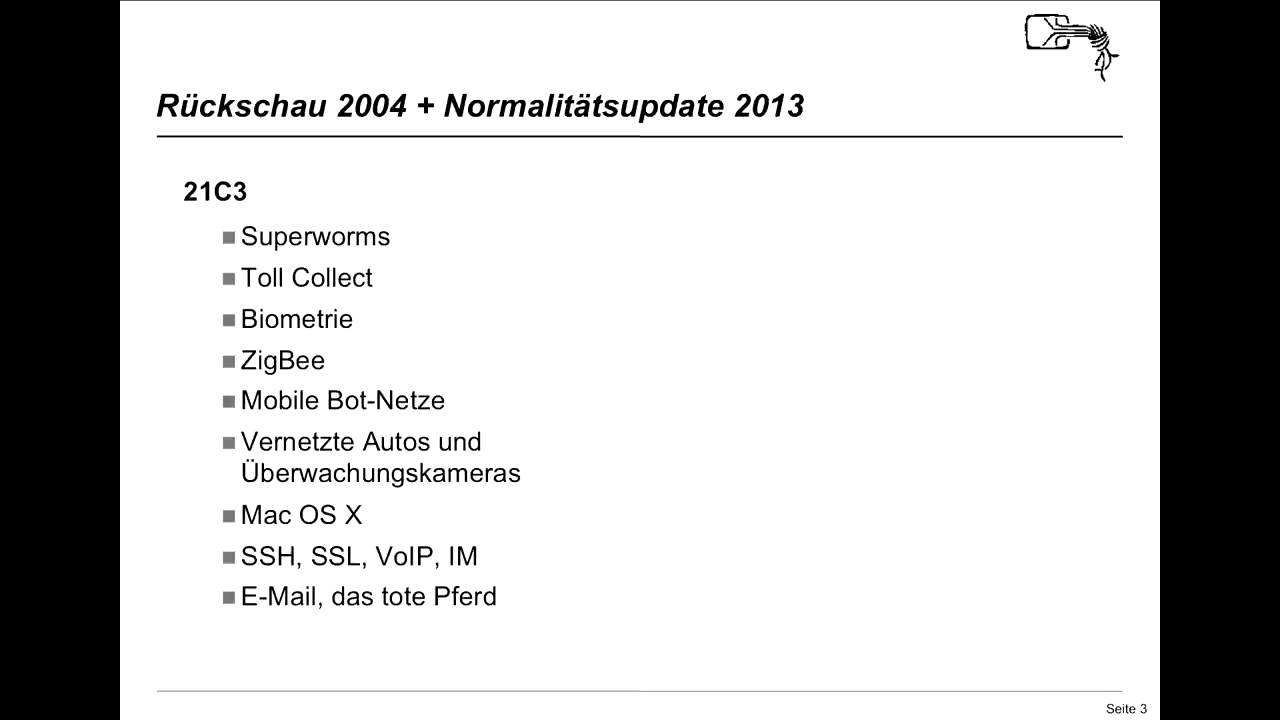 Rückschau 2004 + Normalitätsupdate 2013
21C3
Superworms
Toll Collect
Biometrie
ZigBee
Mobile Bot-Netze
Vernetzte Autos und
Überwachungskameras
Mac OS X
SSH, SSL, VoIP, IM
E-Mail, das tote Pferd
Seite 3